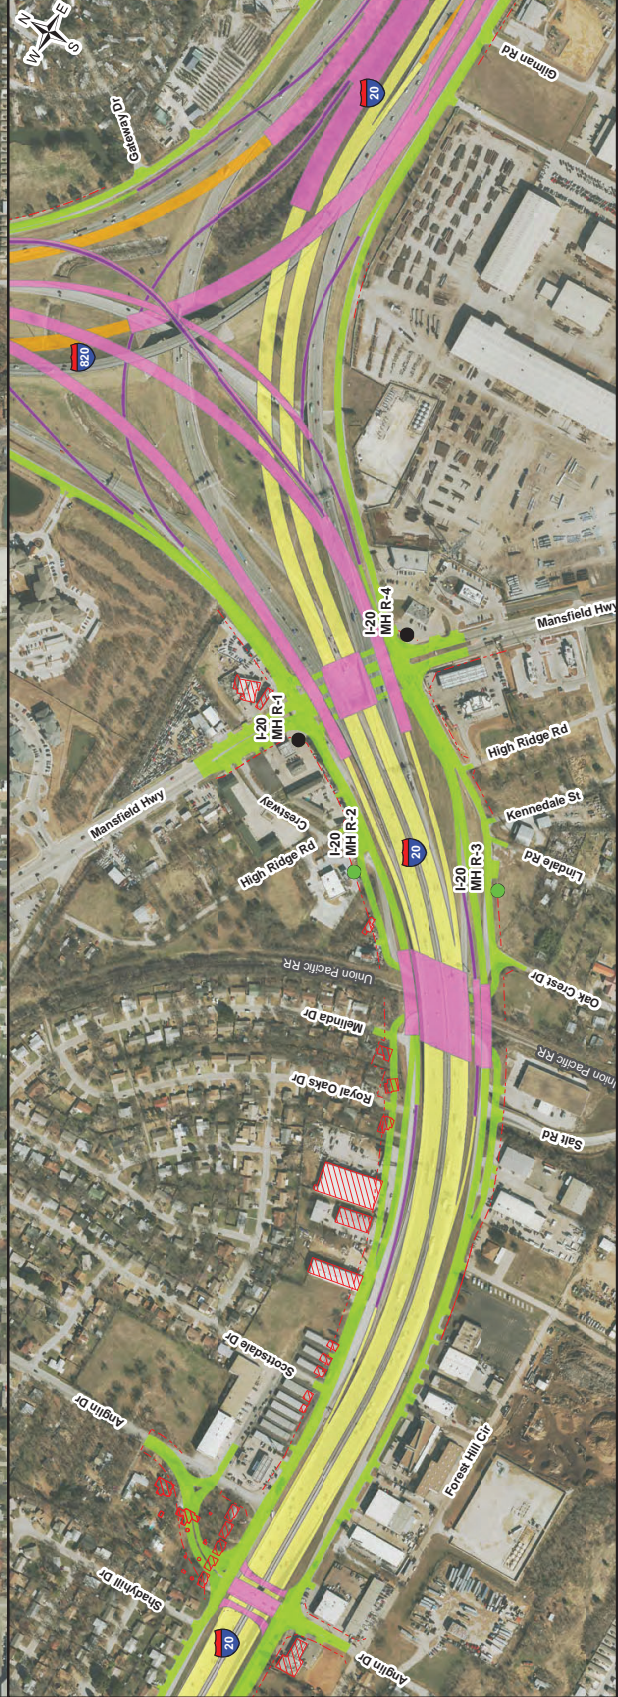 N
E
W
S
Gateway Dr
20
Gilman Rd
820
I-20
MH R-4
Mansfield Hwy
I-20
MH R-1
High Ridge Rd
Mansfield Hwy
Crestway
I-20
MH R-2
High Ridge Rd
20
Kennedale St
Lindale Rd
I-20
MH R-3
Union Pacific RR
Oak Crest Dr
Melinda Dr
Union Pacific RR
Royal Oaks Dr
Salt Rd
Scottsdale Dr
Anglin Dr
Forest Hill Cir
Shadyhill Dr
20
Anglin Dr